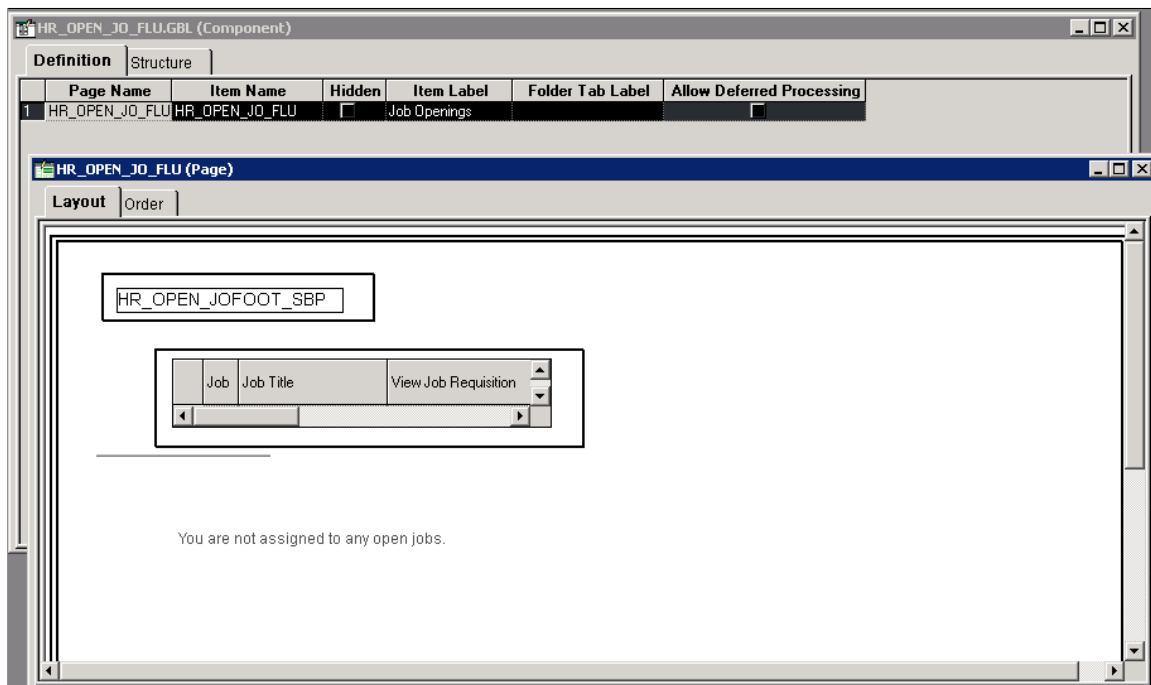 HR_OPEN_JO_FLU.GBL (Component)
Definition Structure
Page Name Item Name Hidden Item Label Folder Tab Label Allow Deferred Processing
1 HR_OPEN_JO_FLU HR_OPEN_JO_FLU Job Openings
HR_OPEN_JO_FLU (Page)
Layout Order
HR_OPEN_JOFOOT_SBP
Job Job Title View Job Requisition
You are not assigned to any open jobs.